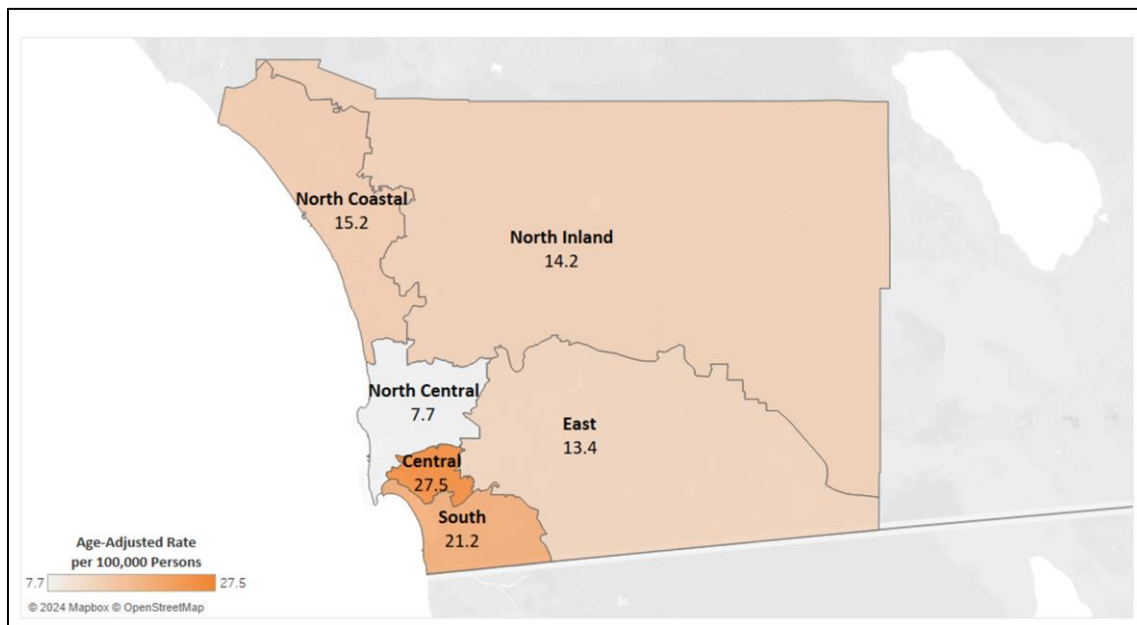 North Coastal
15.2
North Inland
14.2
North Central
7.7
East
13.4
Central
27.5
South
21.2
Age-Adjusted Rate
per 100,000 Persons
7.7 27.5
© 2024 Mapbox © OpenStreetMap